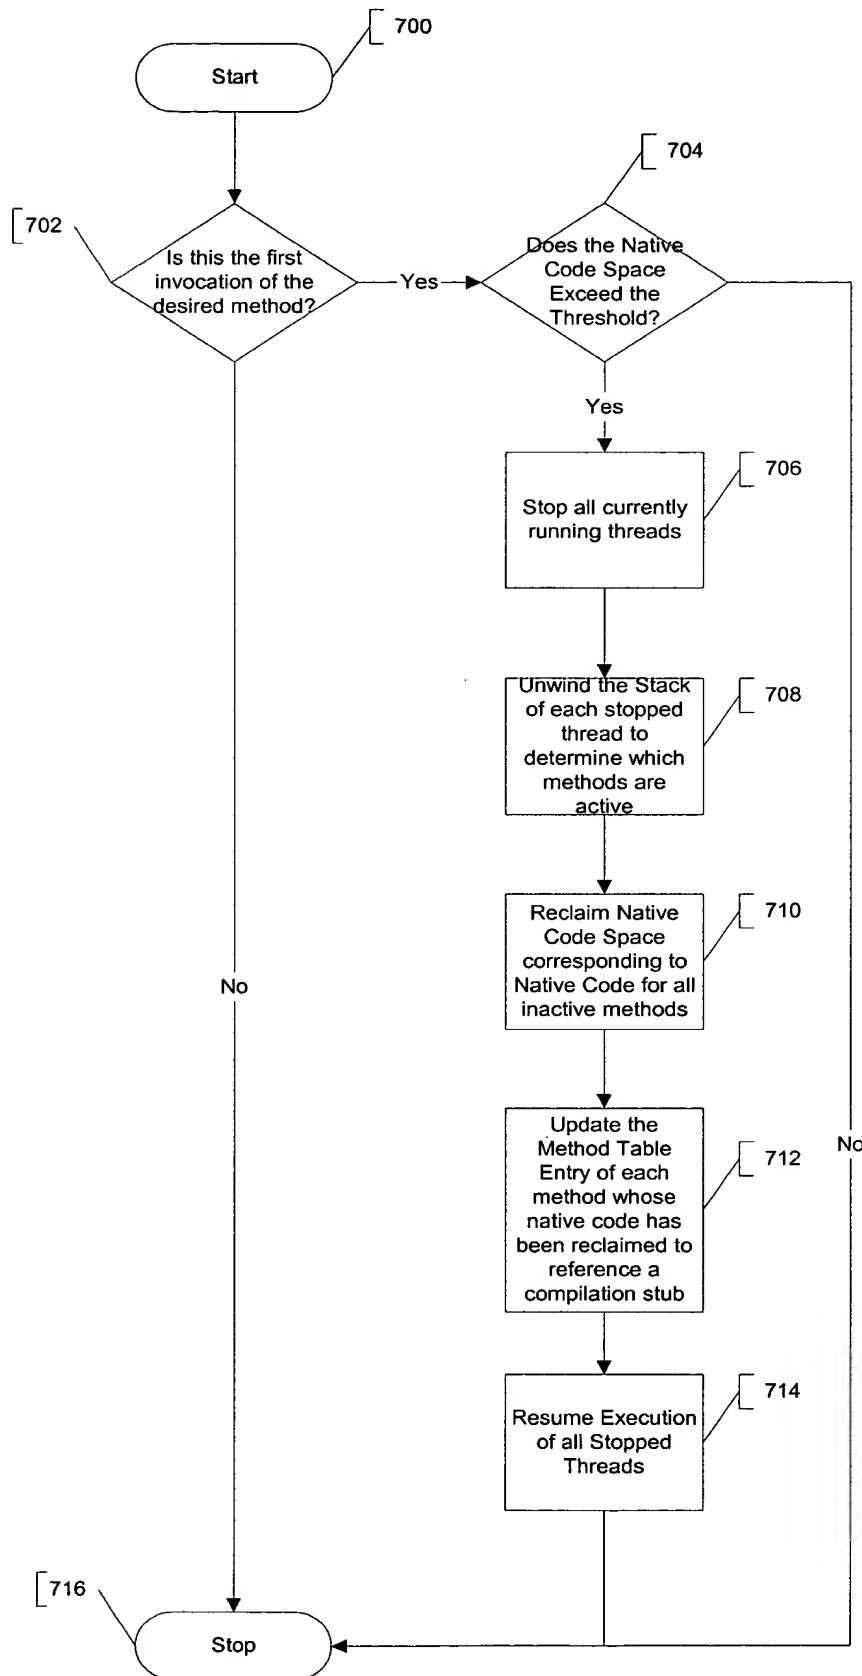 700
Start
704
702
Is this the first
invocation of the
desired method?
Yes
Does the Native
Code Space
Exceed the
Threshold?
Yes
706
Stop all currently
running threads
708
Unwind the Stack
of each stopped
thread to
determine which
methods are
active
710
Reclaim Native
Code Space
corresponding to
Native Code for all
inactive methods
No
712
Update the
Method Table
Entry of each
method whose
native code has
been reclaimed to
reference a
compilation stub
No
714
Resume Execution
of all Stopped
Threads
716
Stop